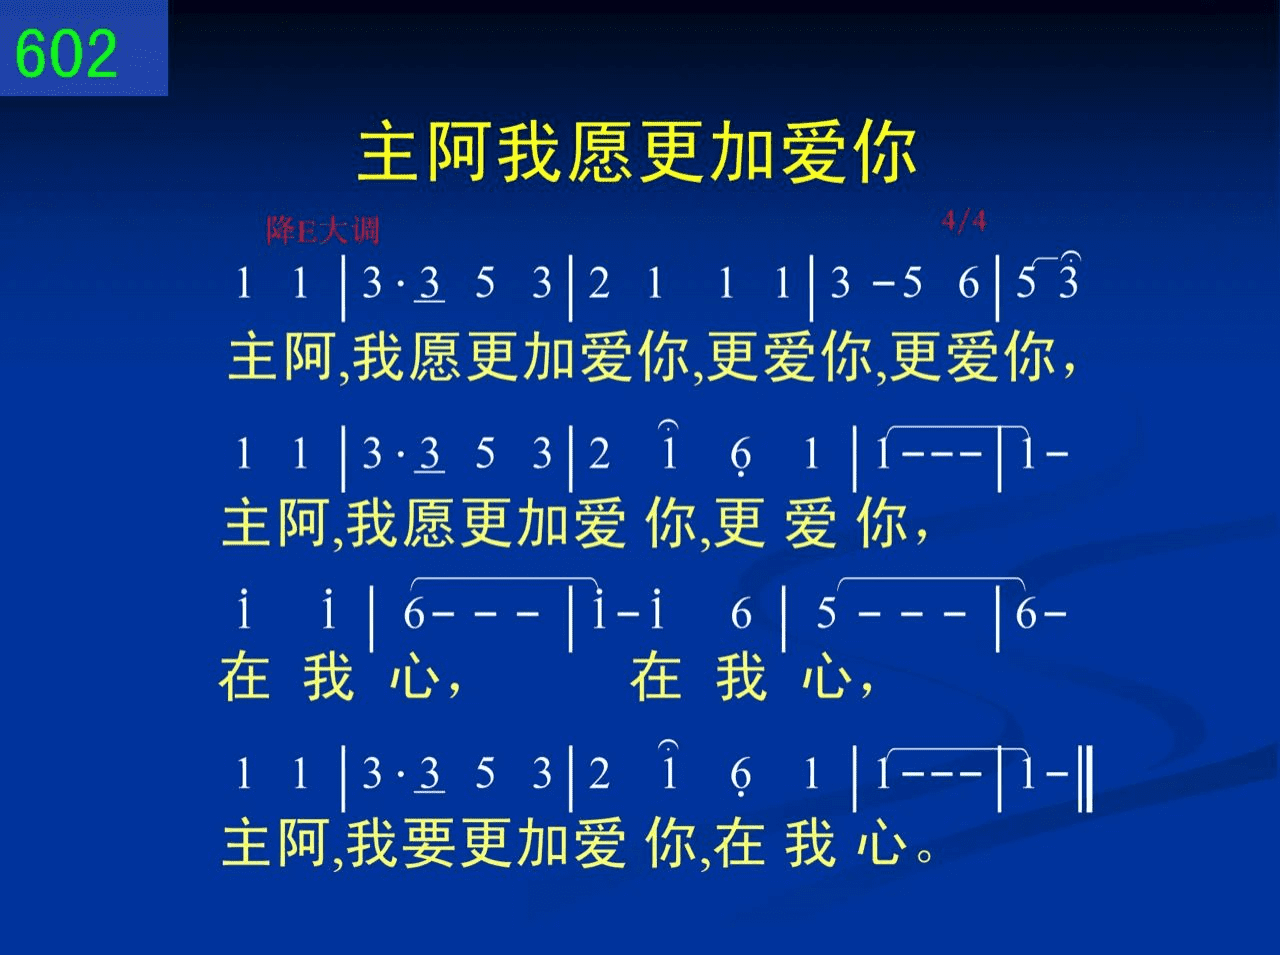 602
主阿我愿更加爱你
降E大调 4/4
1 1 | 3 · 3 5 3 | 2 1 1 1 | 3 - 5 6 | 5 3
主阿,我愿更加爱你,更爱你,更爱你，
1 1 | 3 · 3 5 3 | 2 1 6̣ 1 | 1 - - - | 1 -
主阿,我愿更加爱 你,更 爱 你，
i i | 6 - - - | i - i 6 | 5 - - - | 6 -
在 我 心， 在 我 心，
1 1 | 3 · 3 5 3 | 2 1 6̣ 1 | 1 - - - | 1 - ‖
主阿,我要更加爱 你,在 我 心。